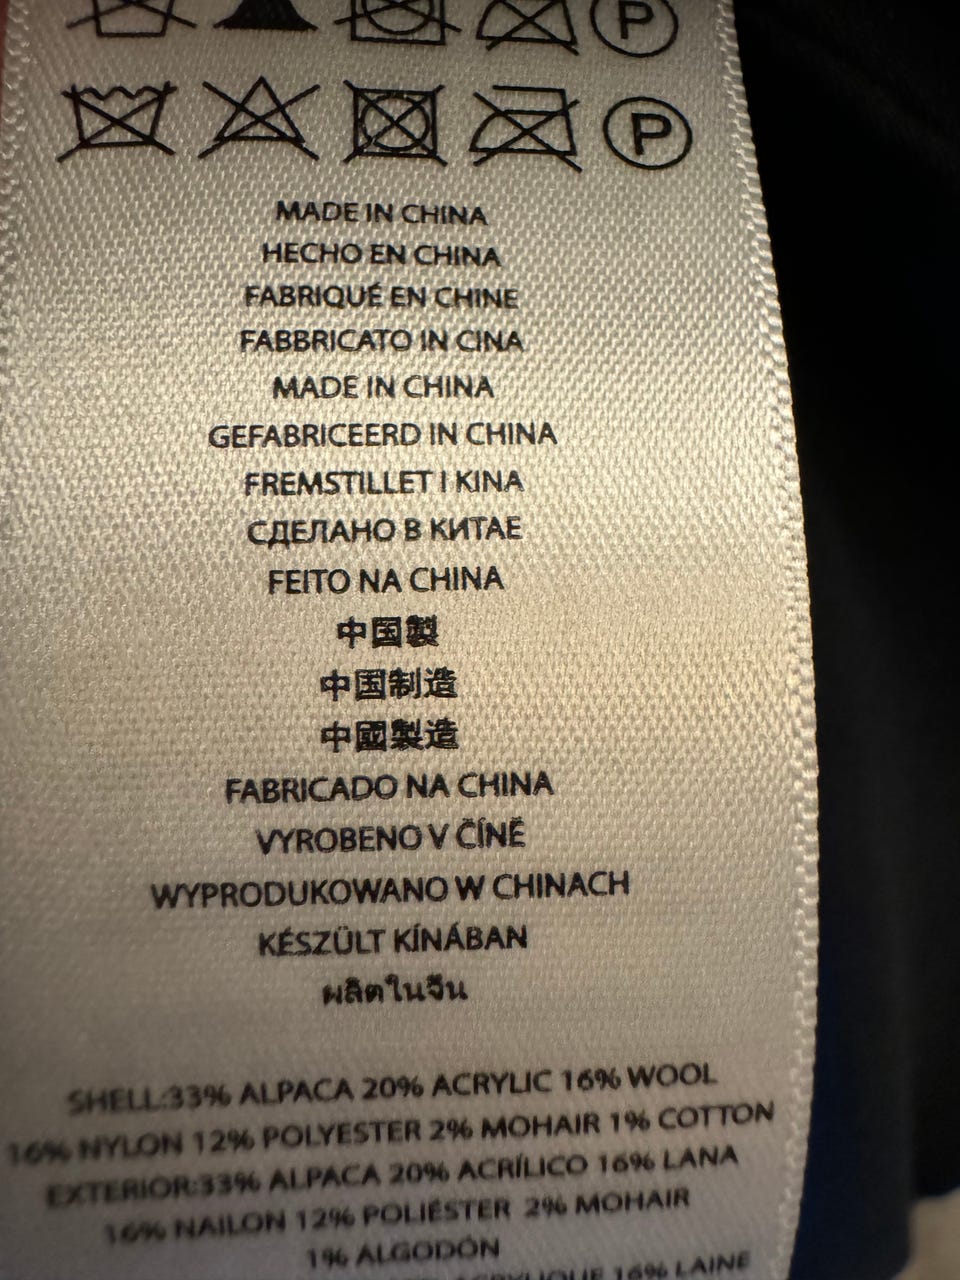 P
P
MADE IN CHINA
HECHO EN CHINA
FABRIQUÉ EN CHINE
FABBRICATO IN CINA
MADE IN CHINA
GEFABRICEERD IN CHINA
FREMSTILLET I KINA
СДЕЛАНО В КИТАЕ
FEITO NA CHINA
中国製
中国制造
中國製造
FABRICADO NA CHINA
VYROBENO V ČÍNĚ
WYPRODUKOWANO W CHINACH
KÉSZÜLT KÍNÁBAN
ผลิตในจีน
SHELL:33% ALPACA 20% ACRYLIC 16% WOOL
16% NYLON 12% POLYESTER 2% MOHAIR 1% COTTON
EXTERIOR:33% ALPACA 20% ACRÍLICO 16% LANA
16% NAILON 12% POLIÉSTER 2% MOHAIR
1% ALGODÓN
16% LAINE